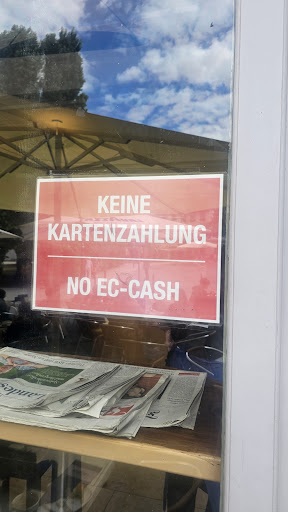 KEINE
KARTENZAHLUNG
NO EC-CASH